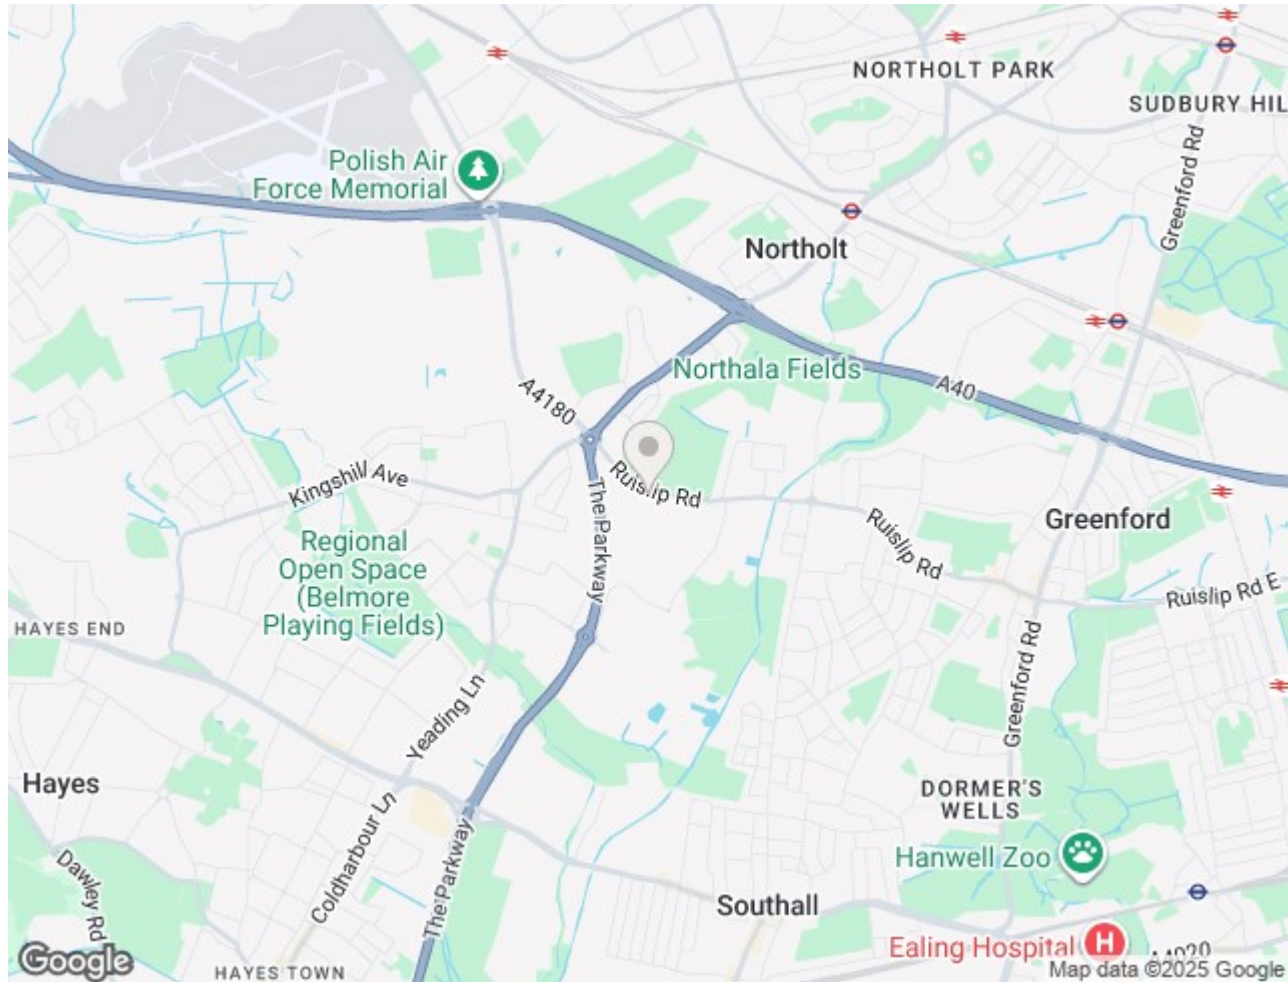 NORTHOLT PARK
SUDBURY HIL
Polish Air
Force Memorial
Greenford Rd
Northolt
Northala Fields
A40
A4180
Kingshill Ave
Ruislip Rd
The Parkway
Greenford
Ruislip Rd
Regional
Open Space
(Belmore
Playing Fields)
Ruislip Rd E
HAYES END
Greenford Rd
Yeading Ln
Hayes
DORMER'S
WELLS
Coldharbour Ln
Hanwell Zoo
Dawley Rd
The Parkway
Southall
Ealing Hospital
H
A4020
Google
HAYES TOWN
Map data ©2025 Google